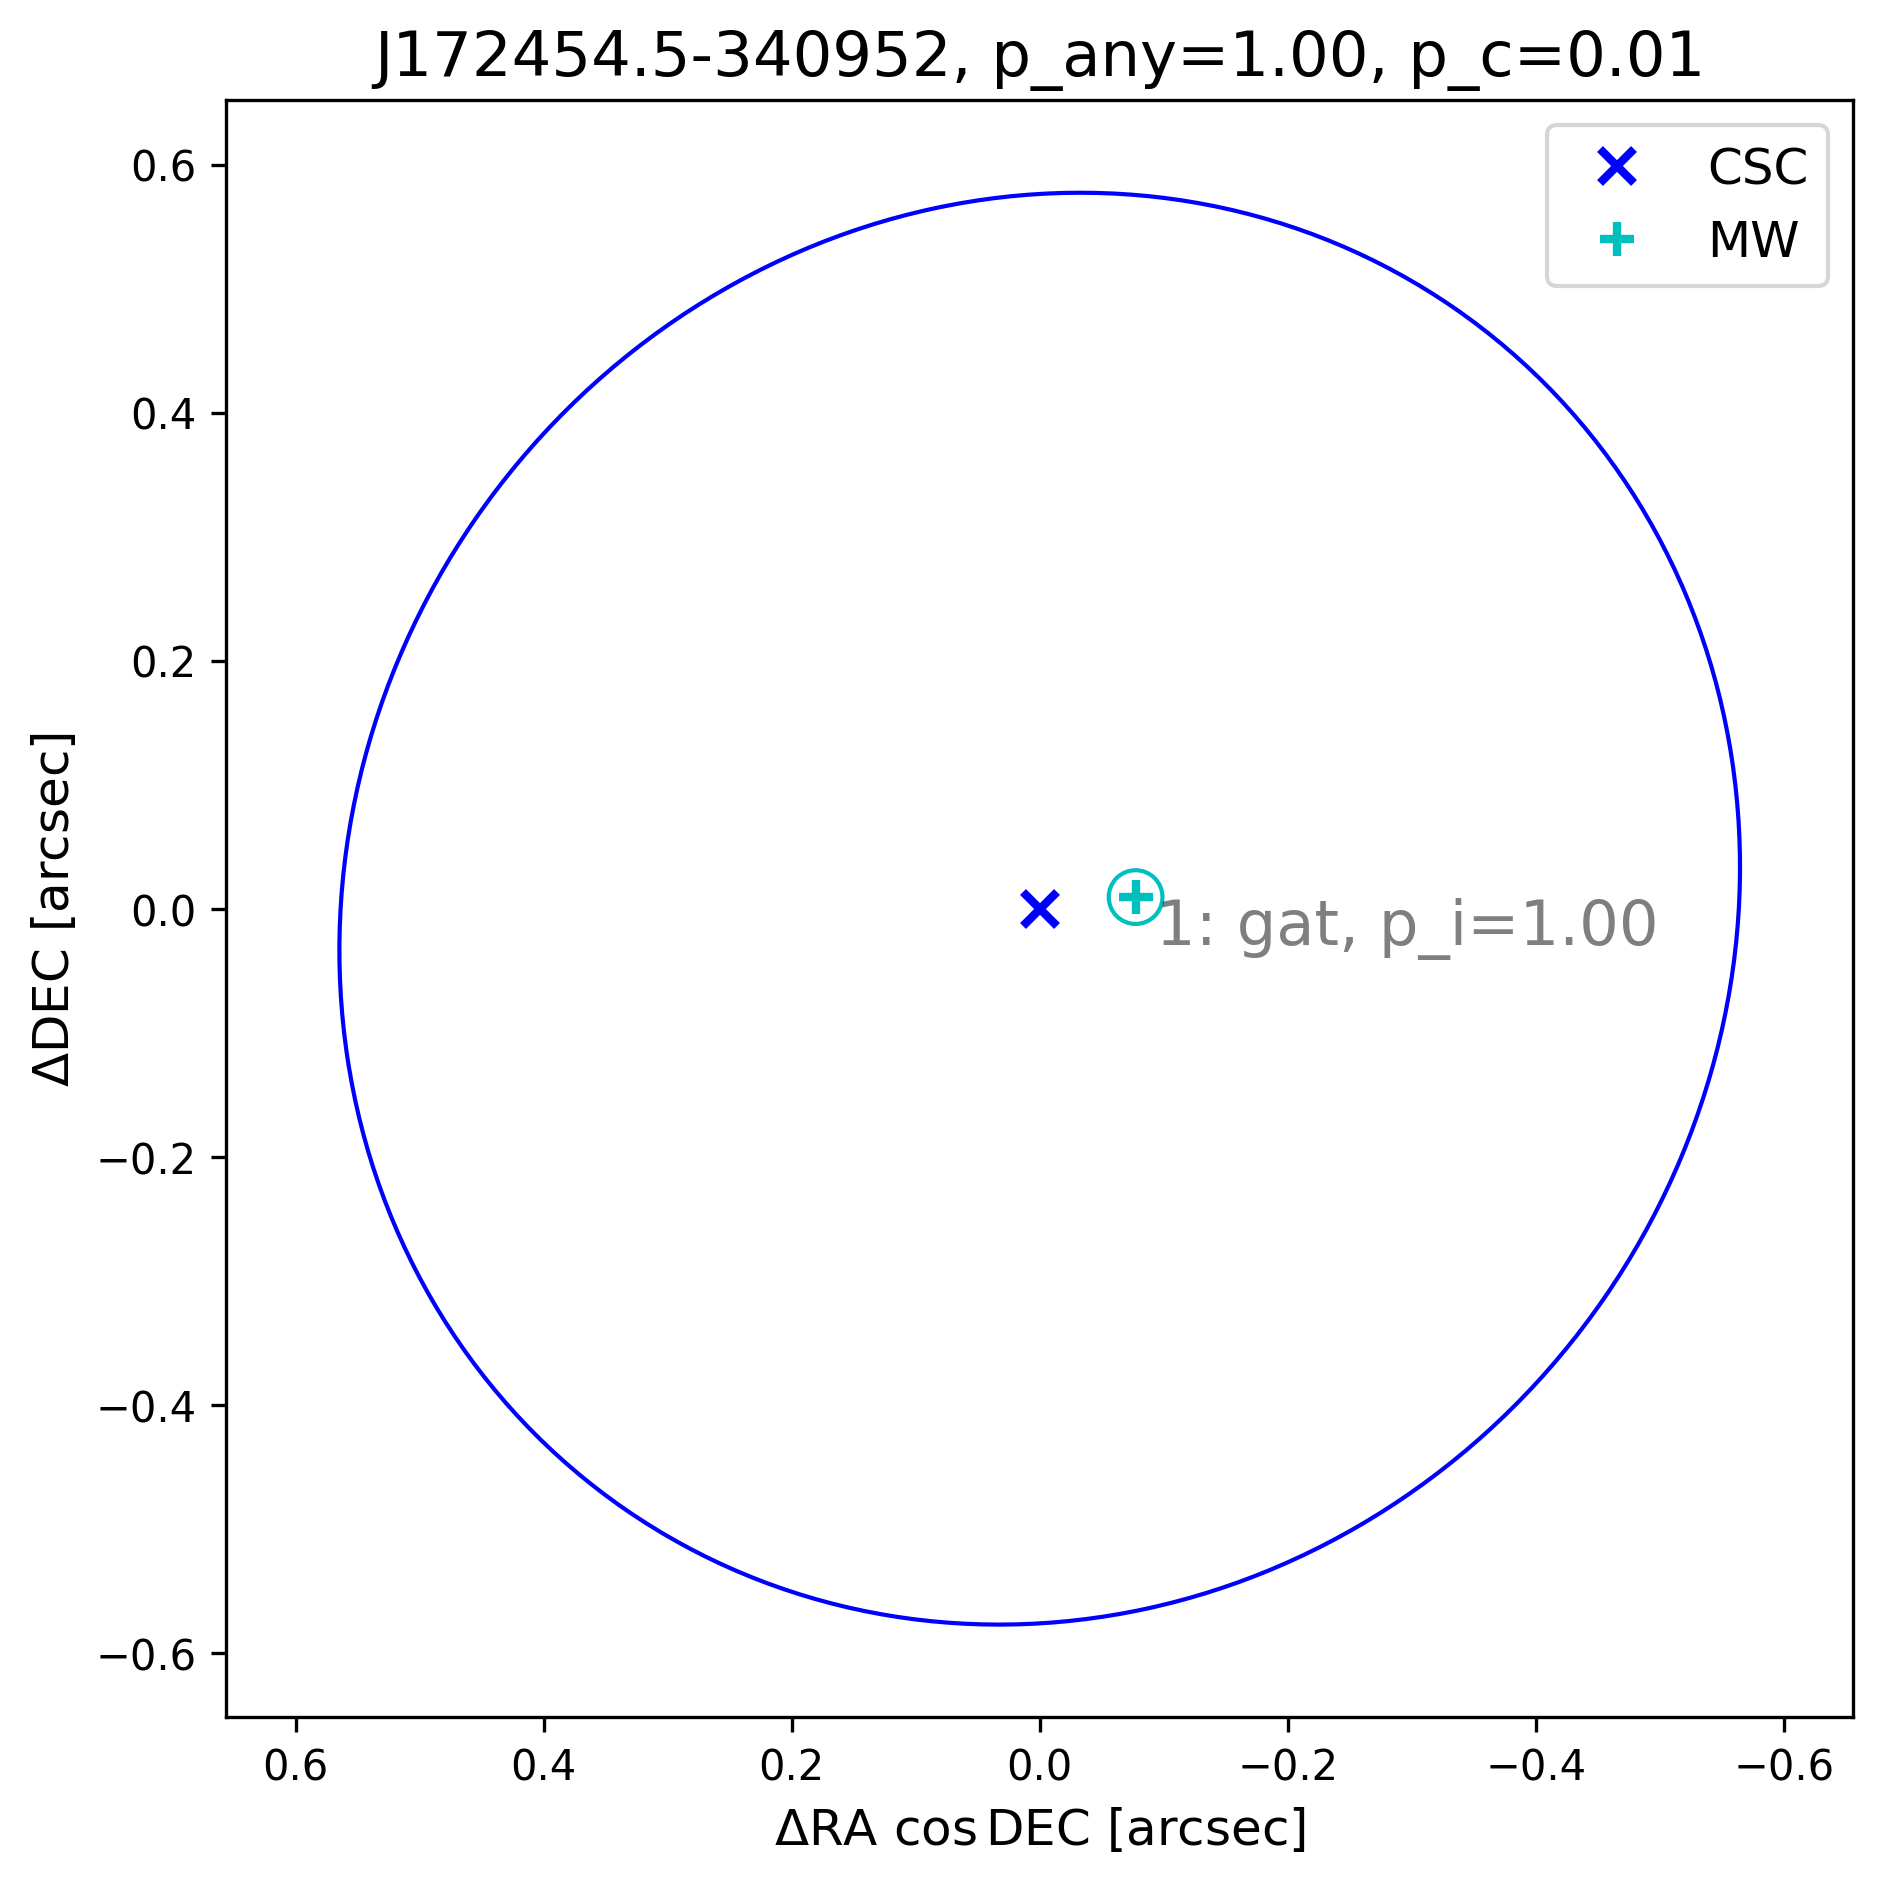 J172454.5-340952, p_any=1.00, p_c=0.01
CSC
MW
0.6
0.4
0.2
0.0
−0.2
−0.4
−0.6
ΔDEC [arcsec]
1: gat, p_i=1.00
0.6 0.4 0.2 0.0 −0.2 −0.4 −0.6
ΔRA cos DEC [arcsec]